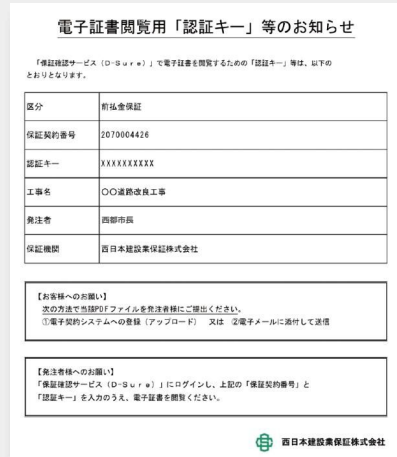 電子証書閲覧用「認証キー」等のお知らせ
「保証確認サービス（D-Sure）」で電子証書を閲覧するための「認証キー」等は、以下の
とおりとなります。
区分 前払金保証
保証契約番号 2070004426
認証キー XXXXXXXXXX
工事名 〇〇道路改良工事
発注者 西都市長
保証機関 西日本建設業保証株式会社
【お客様へのお願い】
次の方法で当該PDFファイルを発注者様にご提出ください。
①電子契約システムへの登録（アップロード） 又は ②電子メールに添付して送信
【発注者様へのお願い】
「保証確認サービス（D-Sure）」にログインし、上記の「保証契約番号」と
「認証キー」を入力のうえ、電子証書を閲覧ください。
西日本建設業保証株式会社